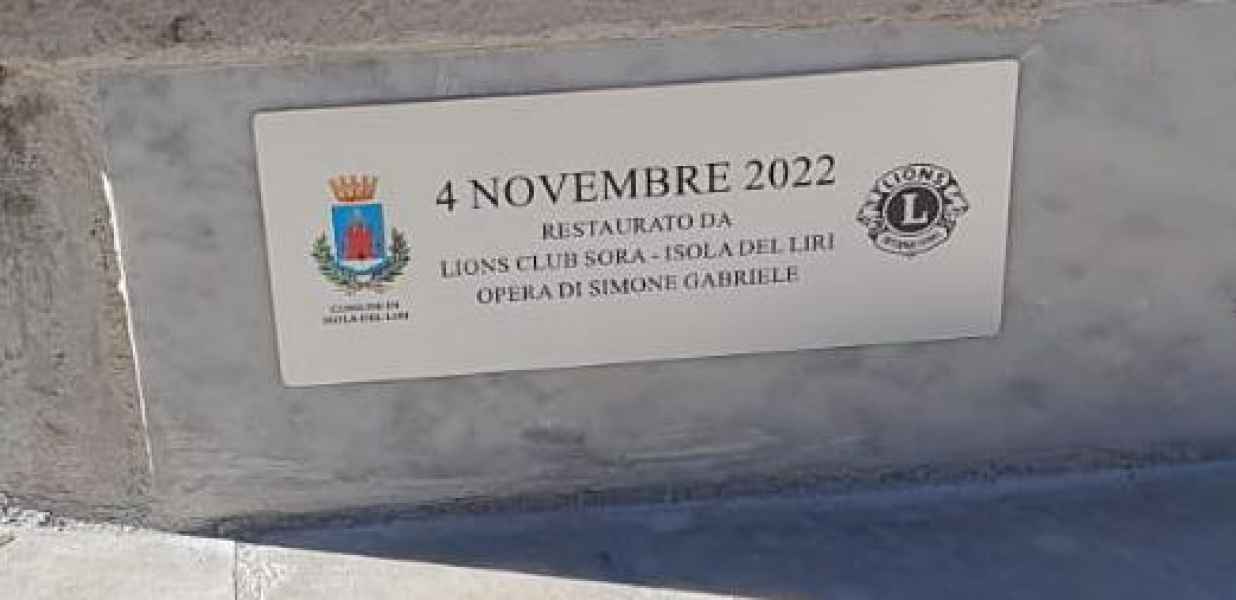 4 NOVEMBRE 2022
RESTAURATO DA
LIONS CLUB SORA - ISOLA DEL LIRI
OPERA DI SIMONE GABRIELE
COMUNE DI
ISOLA DEL LIRI
LIONS
L
INTERNATIONAL